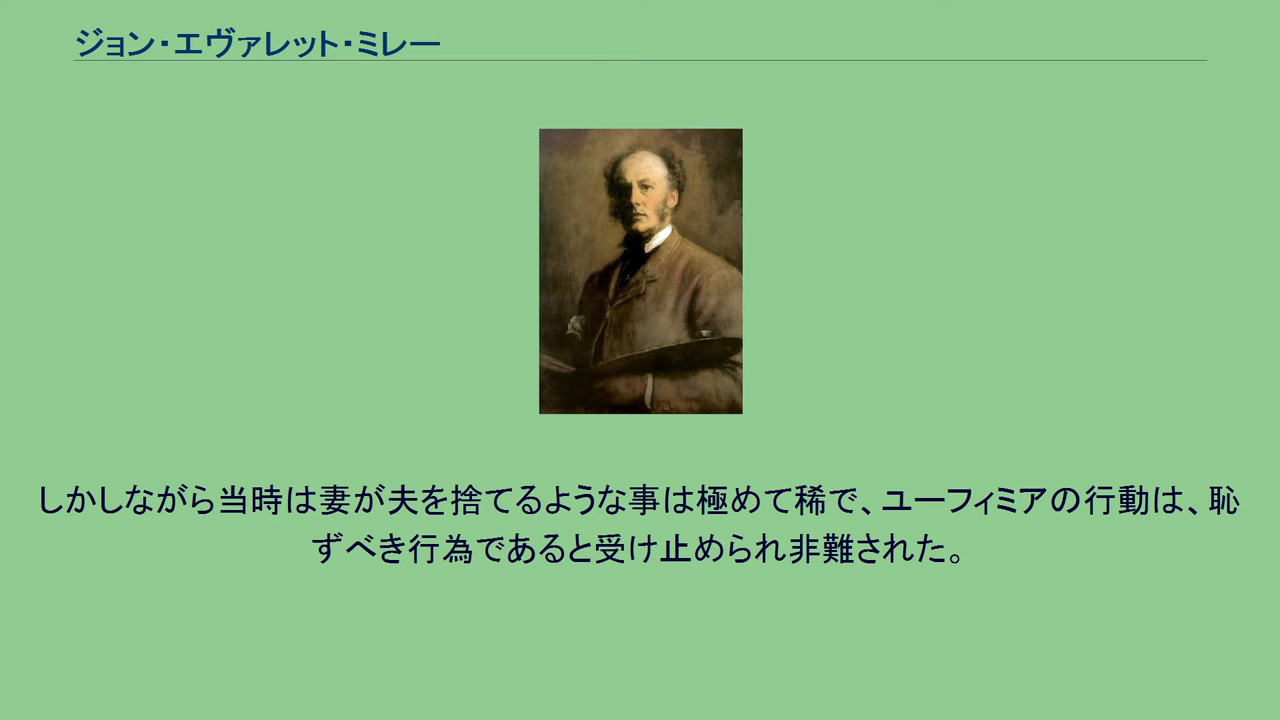 ジョン・エヴァレット・ミレー
しかしながら当時は妻が夫を捨てるような事は極めて稀で、ユーフィミアの行動は、恥
ずべき行為であると受け止められ非難された。